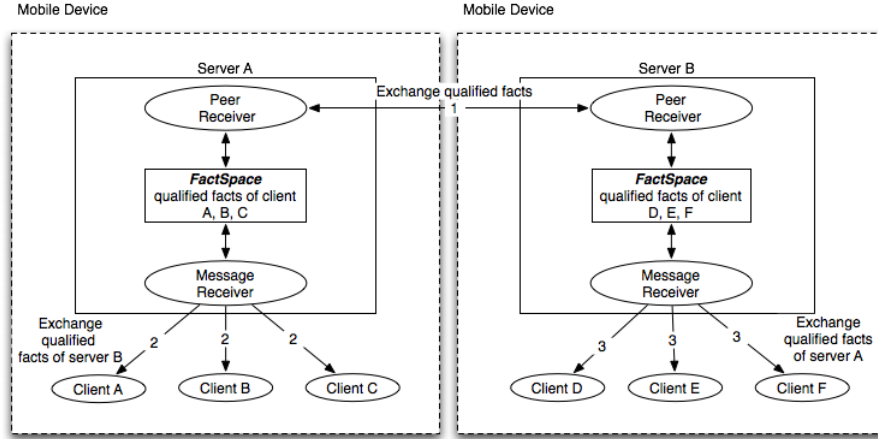 Mobile Device
Mobile Device
Server A
Server B
Exchange qualified facts
1
Peer
Receiver
Peer
Receiver
FactSpace
qualified facts of client
A, B, C
FactSpace
qualified facts of client
D, E, F
Message
Receiver
Message
Receiver
Exchange
qualified
facts of server B
2
2
2
3
3
3
Exchange
qualified facts
of server A
Client A
Client B
Client C
Client D
Client E
Client F